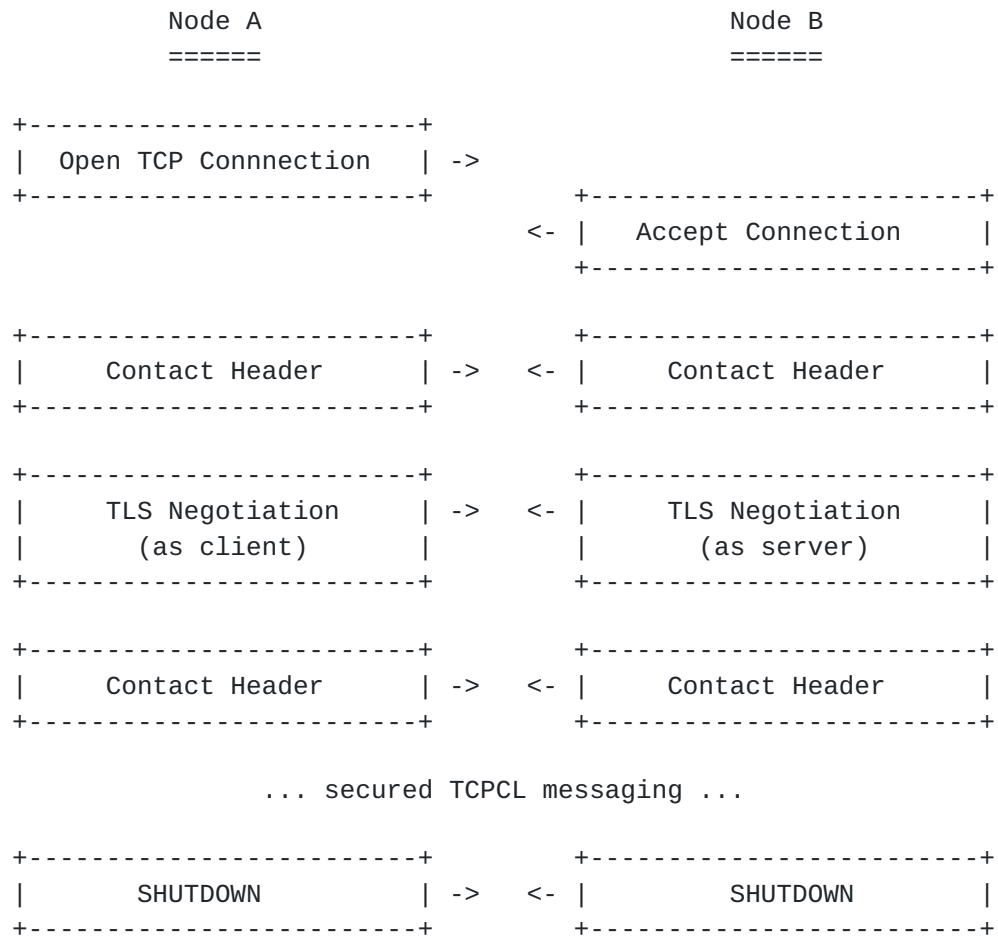 Node A                              Node B
          ======                              ======

+-------------------------+
|  Open TCP Connnection   | ->
+-------------------------+         +-------------------------+
                                 <- |   Accept Connection     |
                                    +-------------------------+

+-------------------------+         +-------------------------+
|     Contact Header      | ->   <- |     Contact Header      |
+-------------------------+         +-------------------------+

+-------------------------+         +-------------------------+
|     TLS Negotiation     | ->   <- |     TLS Negotiation     |
|       (as client)       |         |       (as server)       |
+-------------------------+         +-------------------------+

+-------------------------+         +-------------------------+
|     Contact Header      | ->   <- |     Contact Header      |
+-------------------------+         +-------------------------+

                ... secured TCPCL messaging ...

+-------------------------+         +-------------------------+
|       SHUTDOWN          | ->   <- |         SHUTDOWN        |
+-------------------------+         +-------------------------+